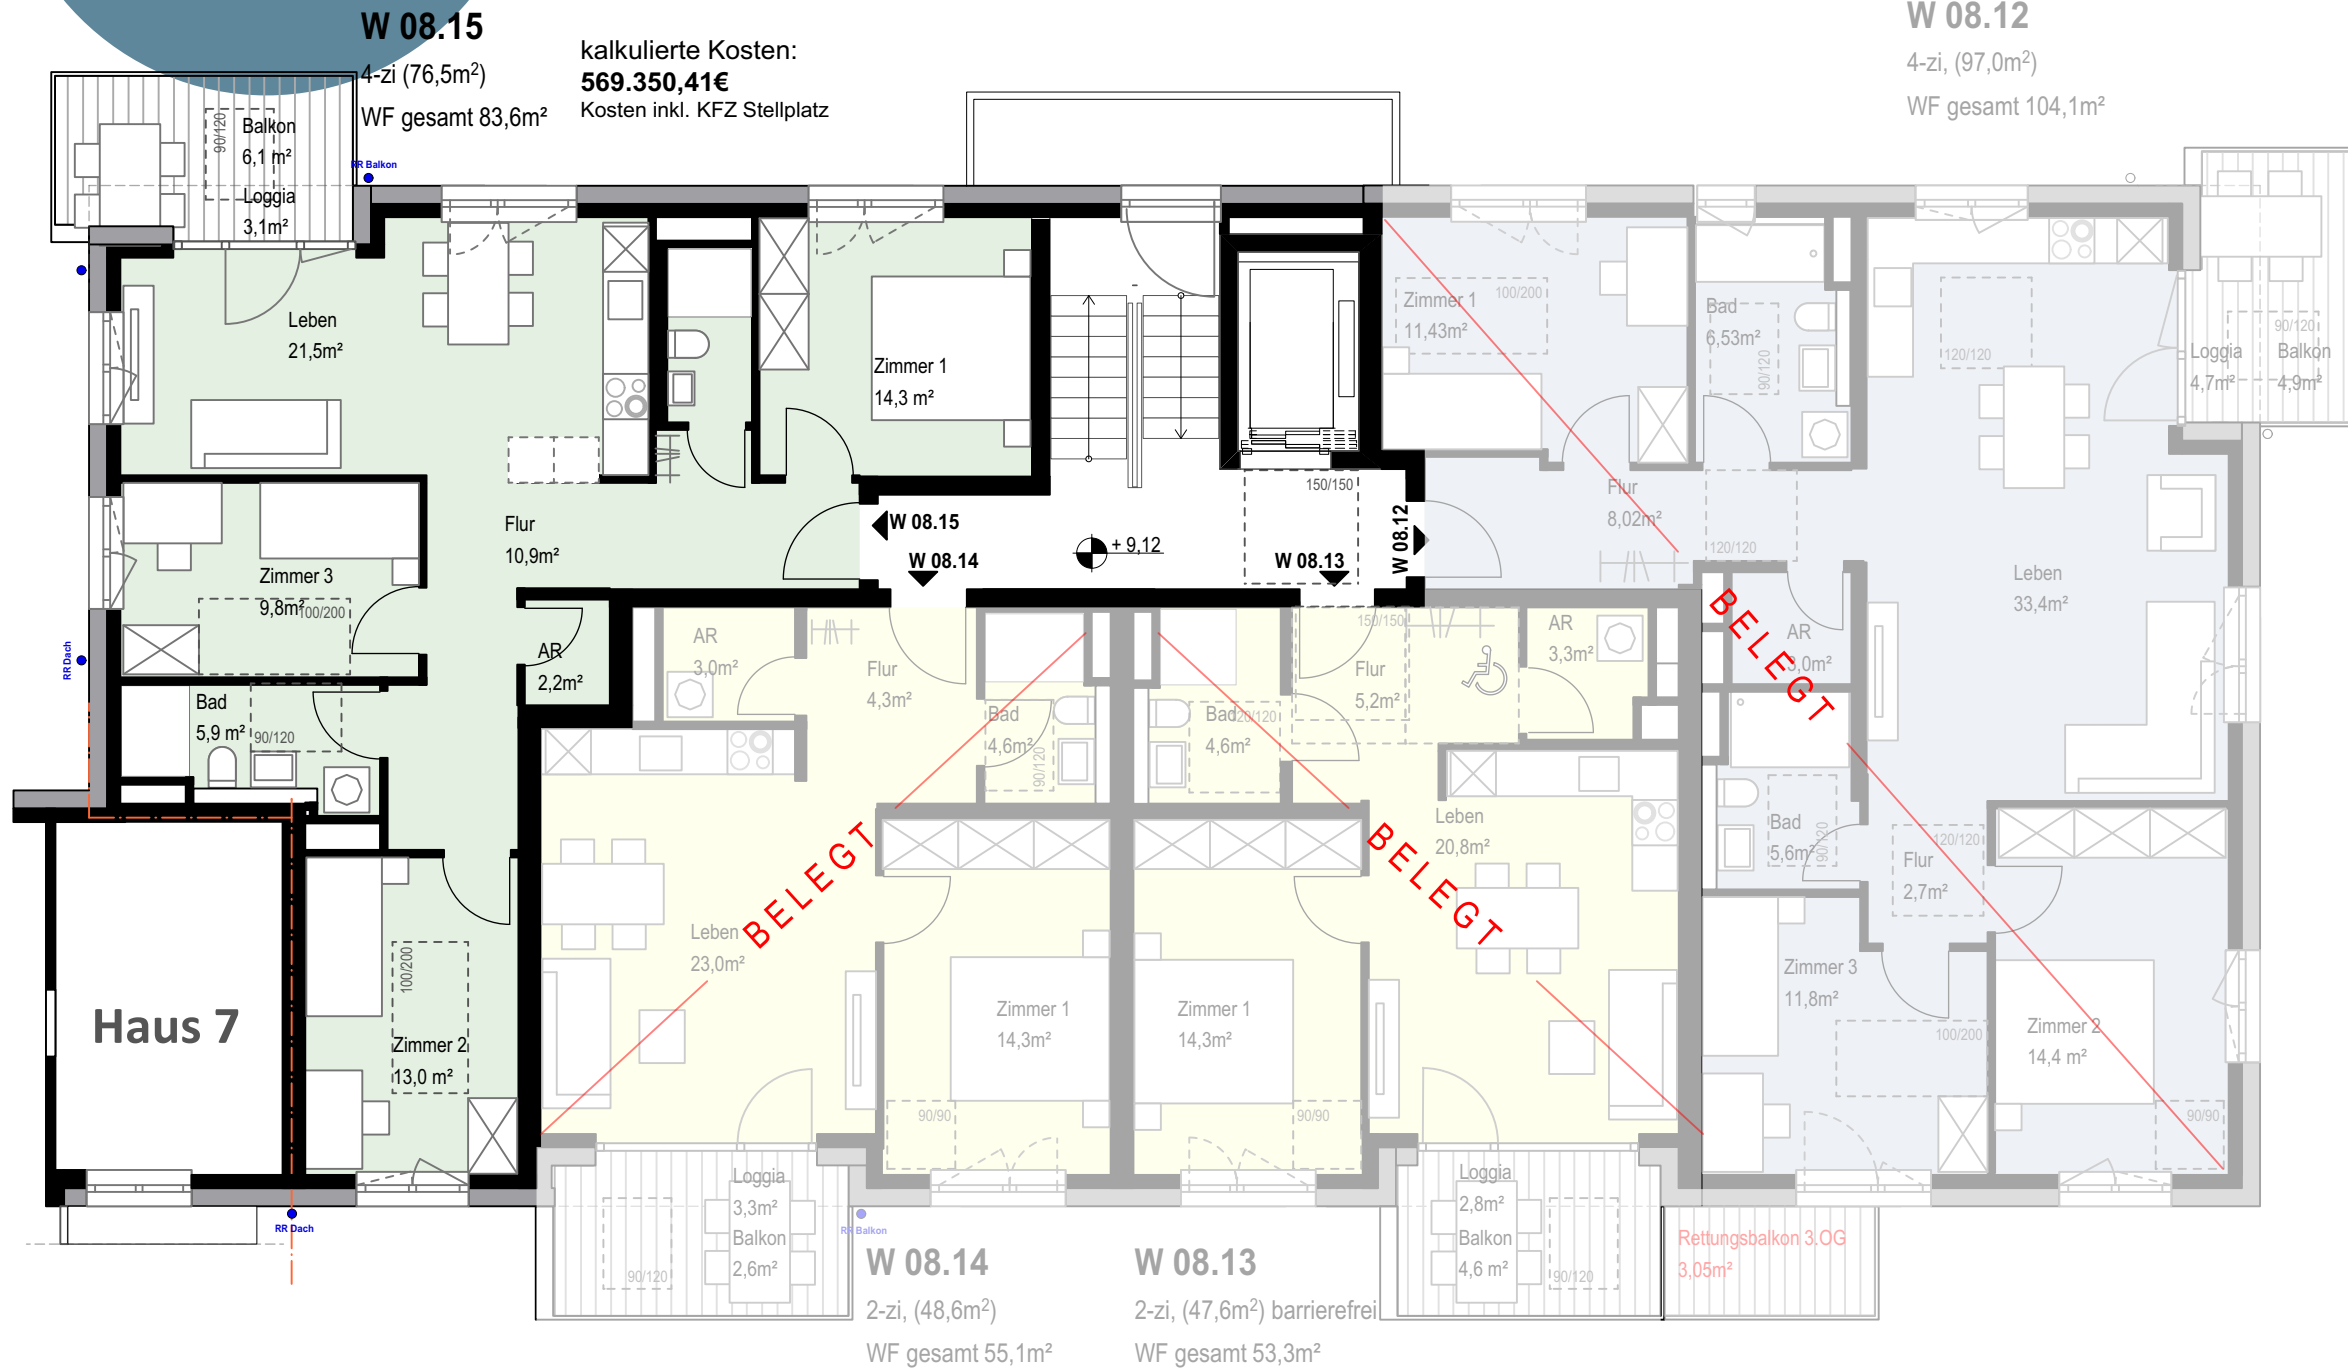 W 08.15
4-zi (76,5m²)
WF gesamt 83,6m²
kalkulierte Kosten:
569.350,41€
Kosten inkl. KFZ Stellplatz
W 08.12
4-zi, (97,0m²)
WF gesamt 104,1m²
90/120
Balkon
6,1 m²
Loggia
3,1m²
RR Balkon
Leben
21,5m²
Zimmer 1
14,3 m²
Flur
10,9m²
Zimmer 3
9,8m²
100/200
AR
2,2m²
Bad
5,9 m²
90/120
RR Dach
Haus 7
100/200
Zimmer 2
13,0 m²
RR Dach
W 08.15
W 08.14
+ 9,12
W 08.13
W 08.12
150/150
Zimmer 1
11,43m²
100/200
Bad
6,53m²
90/120
120/120
Loggia
4,7m²
Balkon
4,9m²
90/120
Flur
8,02m²
120/120
Leben
33,4m²
BELEGT
AR
3,0m²
Bad
5,6m²
90/120
Flur
2,7m²
120/120
Zimmer 3
11,8m²
100/200
Zimmer 2
14,4 m²
90/90
AR
3,0m²
Flur
4,3m²
Bad
4,6m²
90/120
BELEGT
Leben
23,0m²
Zimmer 1
14,3m²
90/90
Loggia
3,3m²
Balkon
2,6m²
90/120
RR Balkon
Bad
4,6m²
120/120
150/150
Flur
5,2m²
AR
3,3m²
Leben
20,8m²
BELEGT
Zimmer 1
14,3m²
90/90
Loggia
2,8m²
Balkon
4,6 m²
90/120
Rettungsbalkon 3.OG
3,05m²
W 08.14
2-zi, (48,6m²)
WF gesamt 55,1m²
W 08.13
2-zi, (47,6m²) barrierefrei
WF gesamt 53,3m²